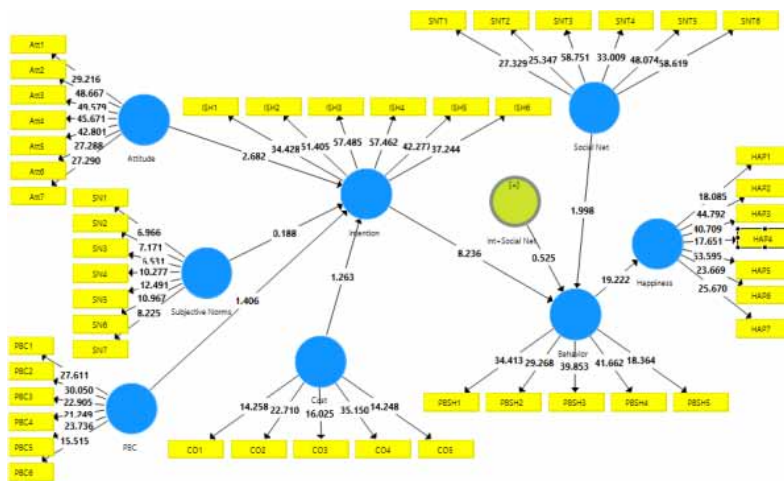 SNT1 SNT2 SNT3 SNT4 SNT5 SNT6
27.329 25.347 58.751 33.009 48.074 58.619
Social Net
Att1
Att2
Att3
Att4
Att5
Att6
Att7
29.216
48.667
49.579
45.671
42.801
27.288
27.290
Attitude
2.682
ISH1 ISH2 ISH3 ISH4 ISH5 ISH6
34.428 51.405 57.485 57.462 42.277 37.244
Intention
SN1
SN2
SN3
SN4
SN5
SN6
SN7
6.966
7.171
6.531
10.277
12.491
10.967
8.225
Subjective Norms
0.188
1.406
1.263
8.236
Int*Social Net
0.525
1.998
19.222
HAP1
HAP2
HAP3
HAP4
HAP5
HAP6
HAP7
18.085
44.792
40.709
17.651
53.595
23.669
25.670
Happiness
Behavior
34.413 29.268 39.853 41.662 18.364
PBSH1 PBSH2 PBSH3 PBSH4 PBSH5
PBC1
PBC2
PBC3
PBC4
PBC5
PBC6
27.611
30.050
22.905
21.249
23.736
15.515
PBC
Cost
14.258 22.710 16.025 35.150 14.248
CO1 CO2 CO3 CO4 CO5